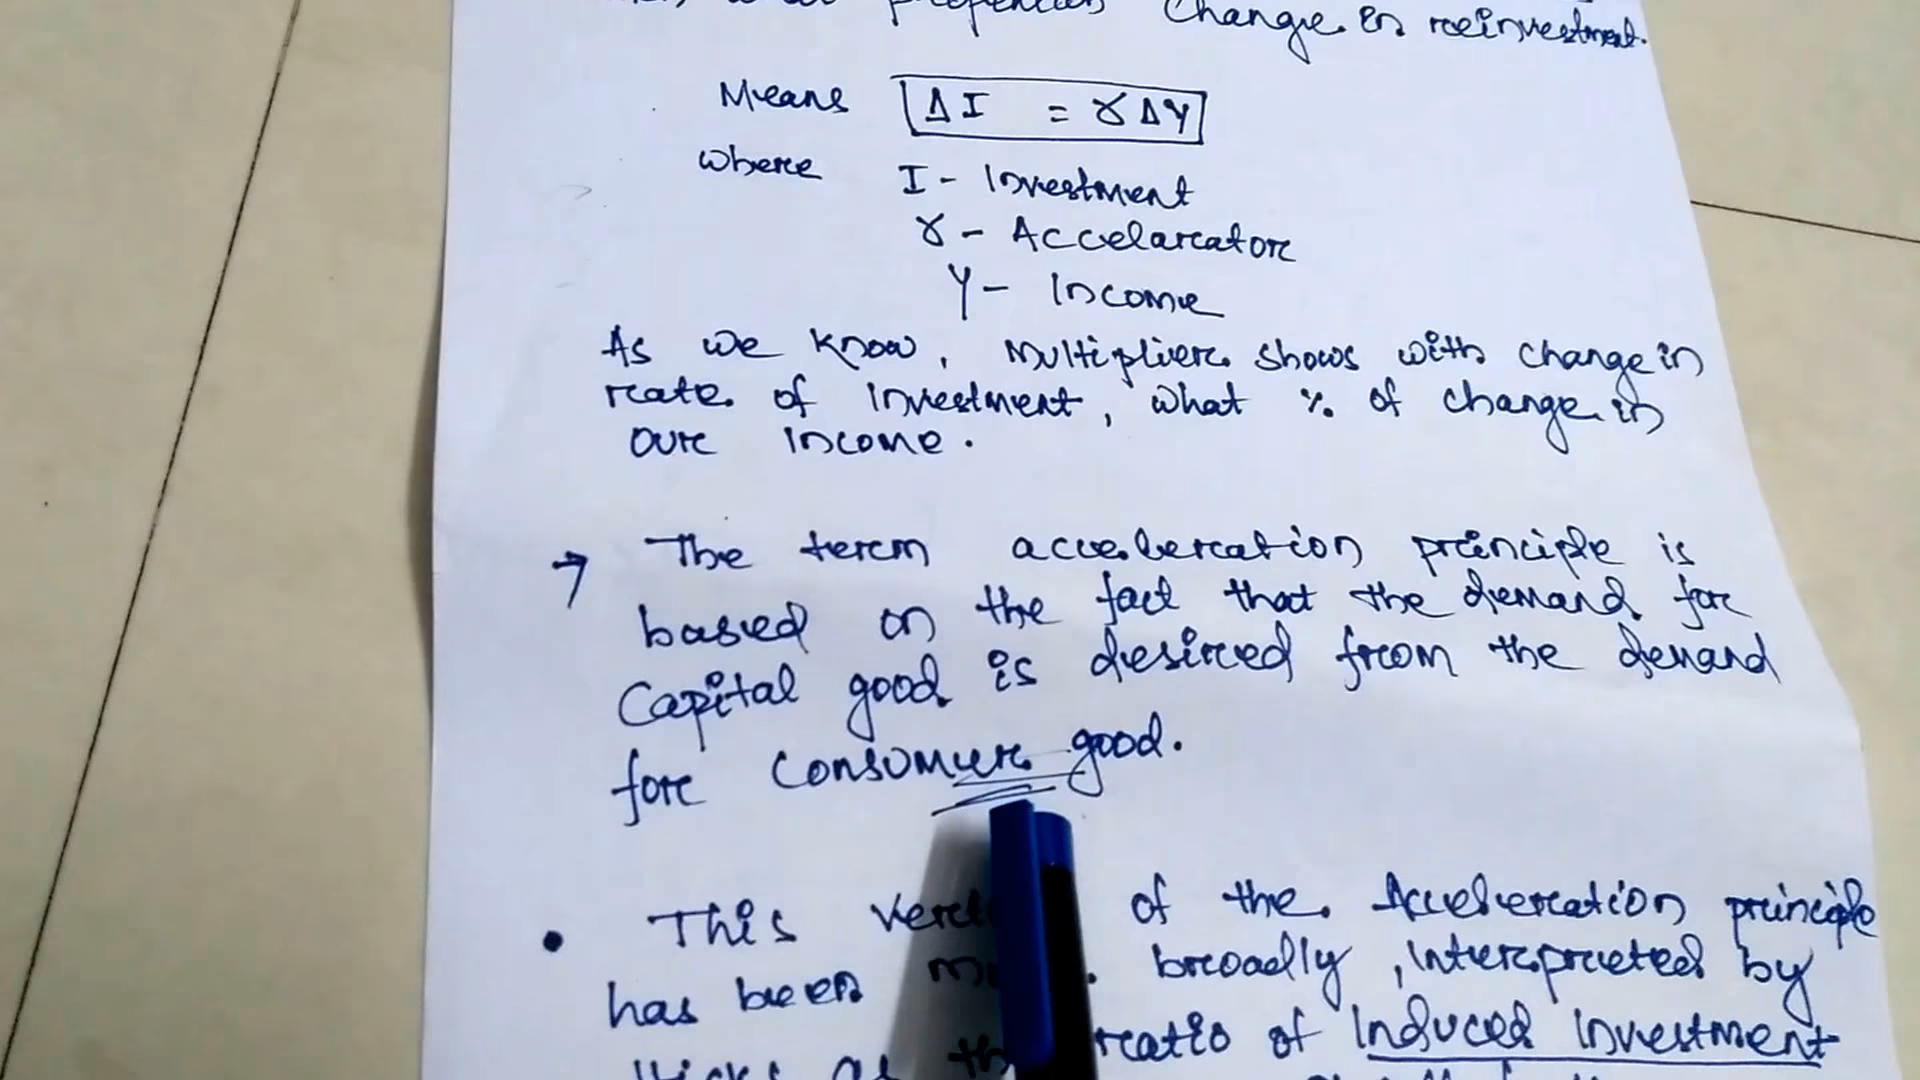 change in reinvestment.
Means ΔI = γΔY
where I - Investment
γ - Accelarator
Y - Income
As we know, Multiplier shows with change in
rate of investment, what % of change in
our income.
→ The term acceleration principle is
based on the fact that the demand for
capital good is desired from the demand
for consumer good.
• This of the Acceleration principle
has been broadly, interpreted by
ratio of Induced Investment